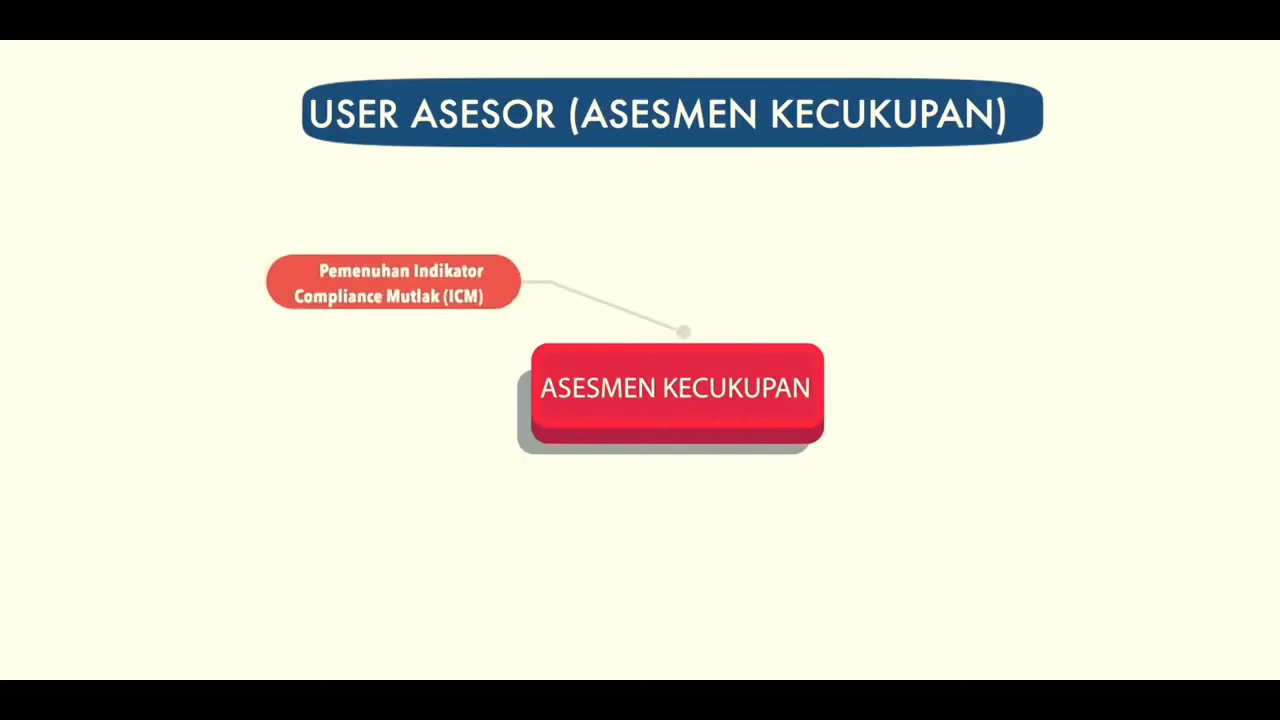 USER ASESOR (ASESMEN KECUKUPAN)
Pemenuhan Indikator
Compliance Mutlak (ICM)
ASESMEN KECUKUPAN